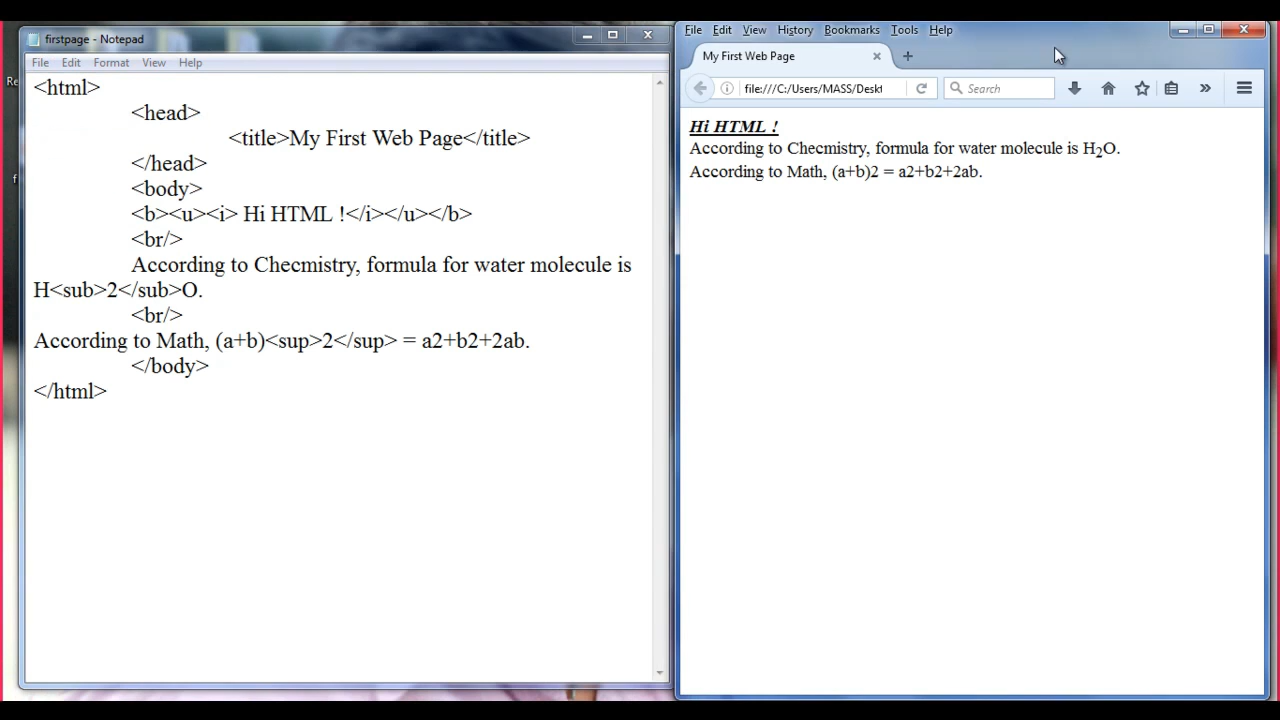 firstpage - Notepad
File Edit Format View Help
<html>
<head>
<title>My First Web Page</title>
</head>
<body>
<b><u><i> Hi HTML !</i></u></b>
<br/>
According to Checmistry, formula for water molecule is
H<sub>2</sub>O.
<br/>
According to Math, (a+b)<sup>2</sup> = a2+b2+2ab.
</body>
</html>
File Edit View History Bookmarks Tools Help
My First Web Page
file:///C:/Users/MASS/Deskt
Search
Hi HTML !
According to Checmistry, formula for water molecule is H2O.
According to Math, (a+b)2 = a2+b2+2ab.